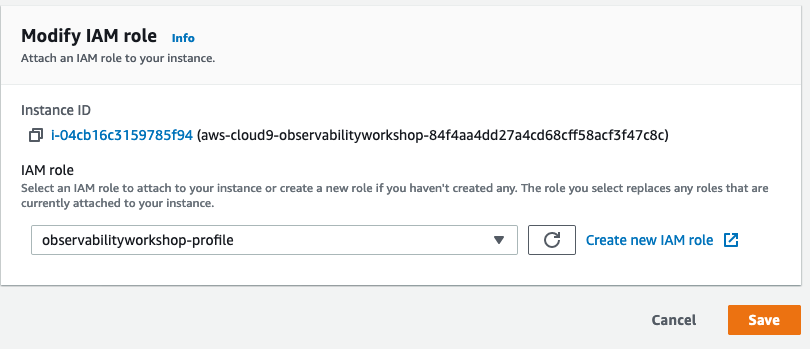 Modify IAM role Info
Attach an IAM role to your instance.
Instance ID
i-04cb16c3159785f94 (aws-cloud9-observabilityworkshop-84f4aa4dd27a4cd68cff58acf3f47c8c)
IAM role
Select an IAM role to attach to your instance or create a new role if you haven't created any. The role you select replaces any roles that are
currently attached to your instance.
observabilityworkshop-profile
Create new IAM role
Cancel Save